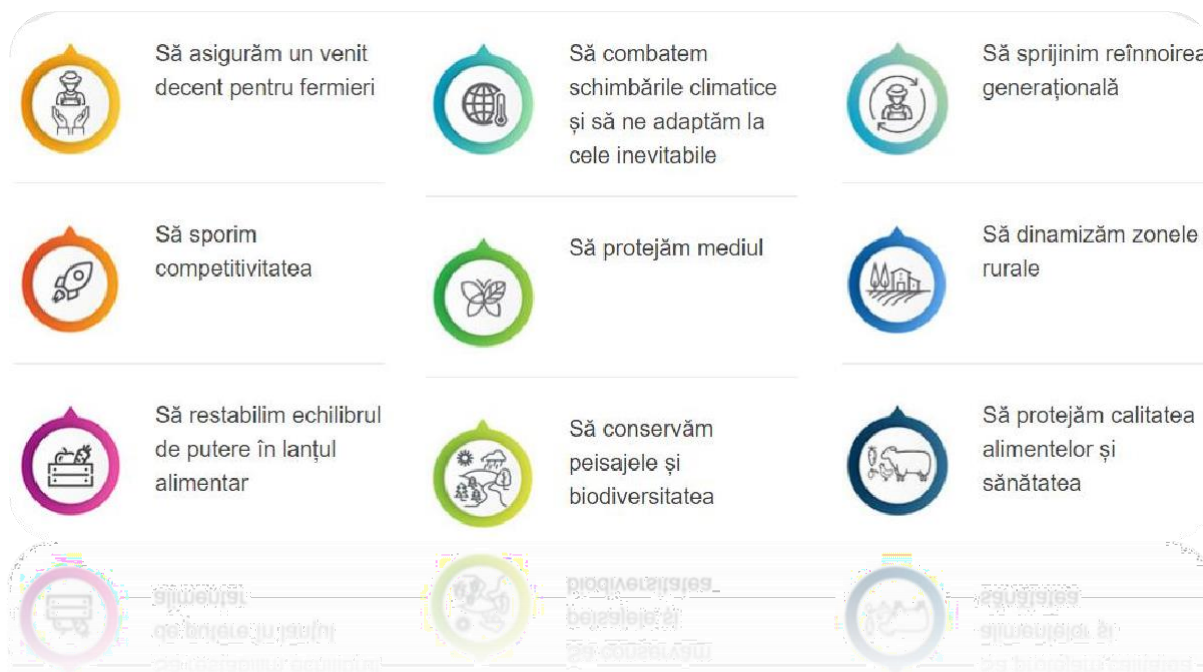 Să asigurăm un venit
decent pentru fermieri
Să combatem
schimbările climatice
și să ne adaptăm la
cele inevitabile
Să sprijinim reînnoirea
generațională
Să sporim
competitivitatea
Să protejăm mediul
Să dinamizăm zonele
rurale
Să restabilim echilibrul
de putere în lanțul
alimentar
Să conservăm
peisajele și
biodiversitatea
Să protejăm calitatea
alimentelor și
sănătatea